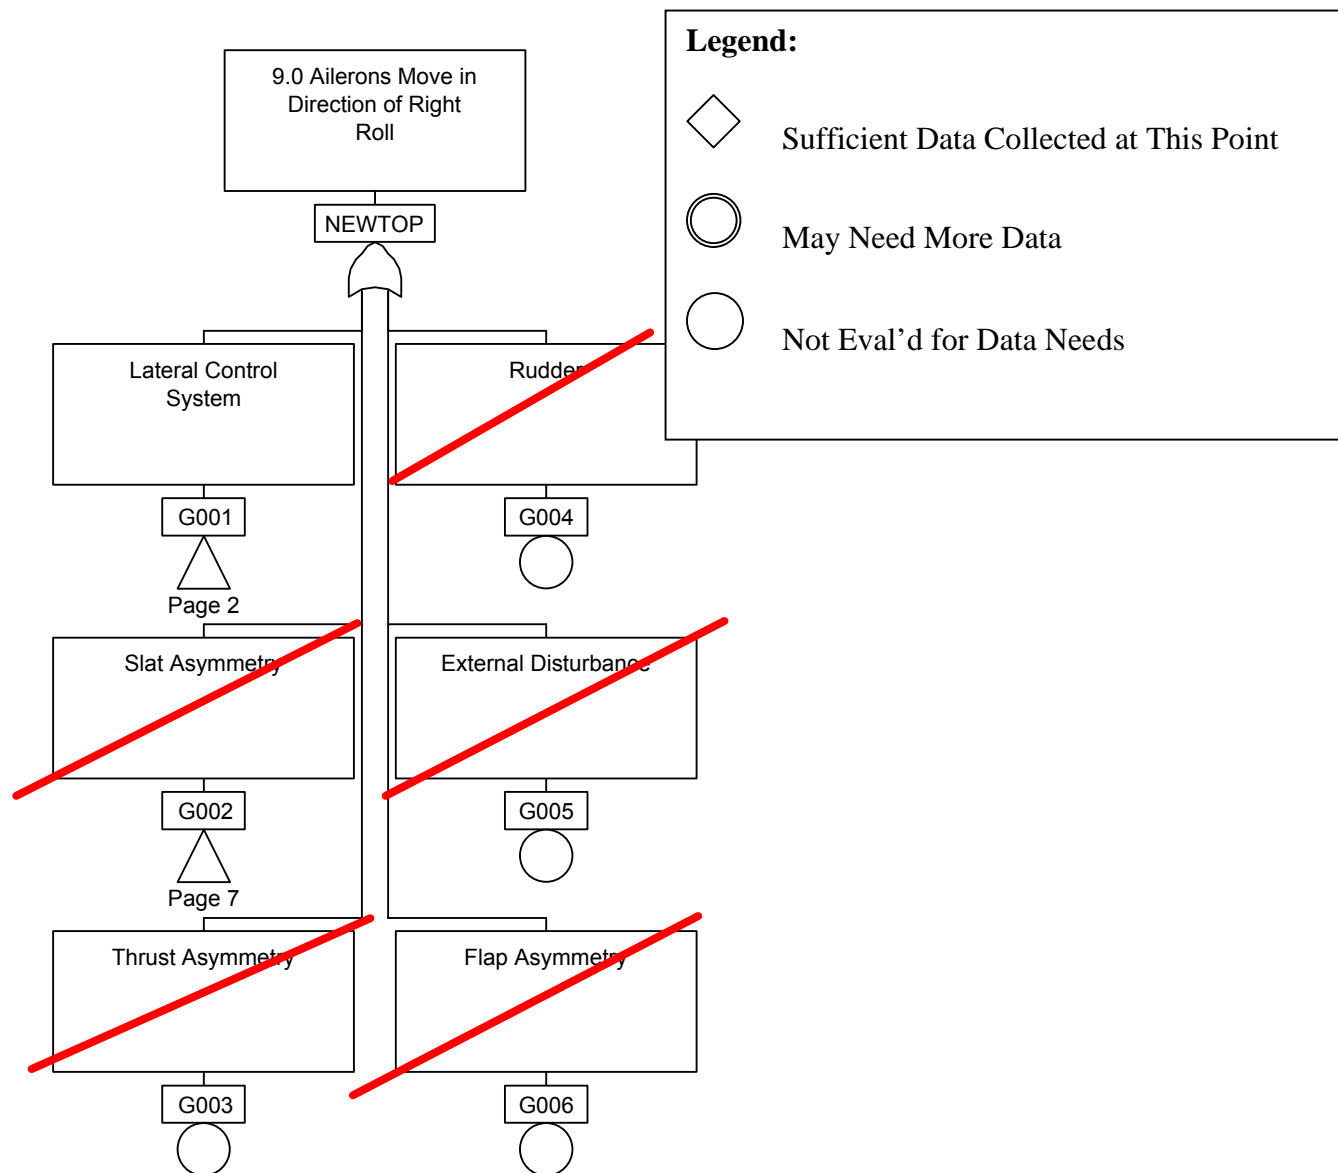 9.0 Ailerons Move in
Direction of Right
Roll
NEWTOP
Legend:
Sufficient Data Collected at This Point
May Need More Data
Not Eval’d for Data Needs
Lateral Control
System
G001
Page 2
Rudder
G004
Slat Asymmetry
G002
Page 7
External Disturbance
G005
Thrust Asymmetry
G003
Flap Asymmetry
G006